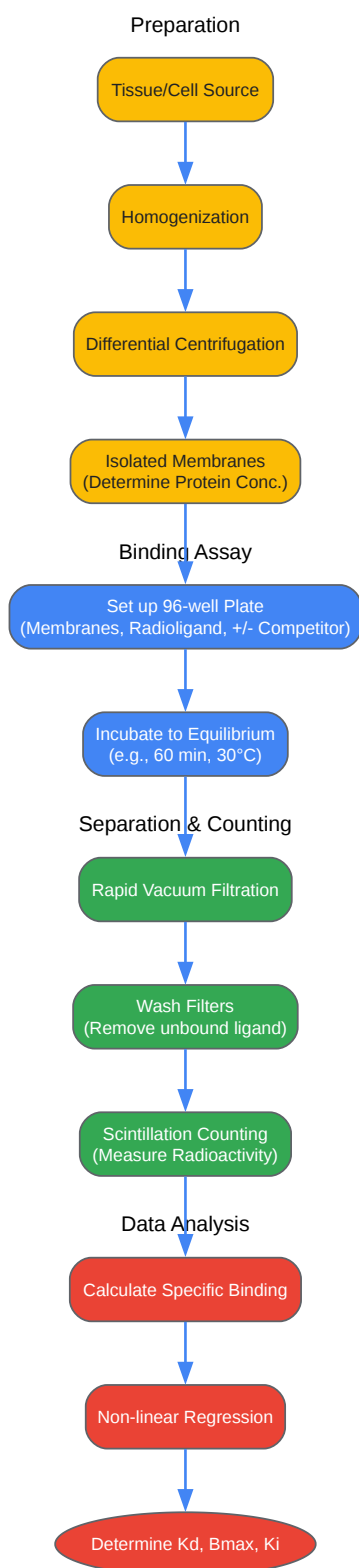 Preparation
Tissue/Cell Source
Homogenization
Differential Centrifugation
Isolated Membranes
(Determine Protein Conc.)
Binding Assay
Set up 96-well Plate
(Membranes, Radioligand, +/- Competitor)
Incubate to Equilibrium
(e.g., 60 min, 30°C)
Separation & Counting
Rapid Vacuum Filtration
Wash Filters
(Remove unbound ligand)
Scintillation Counting
(Measure Radioactivity)
Data Analysis
Calculate Specific Binding
Non-linear Regression
Determine Kd, Bmax, Ki